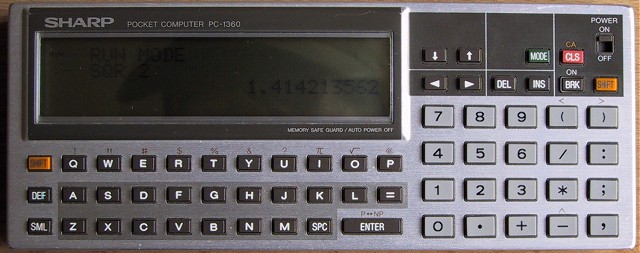 SHARP POCKET COMPUTER PC-1360
POWER
ON
OFF
RUN MODE
SQR 2
1.414213562
MEMORY SAFE GUARD / AUTO POWER OFF
↓ ↑ MODE CA CLS
◄ ► DEL INS ON BRK SHIFT
< >
7 8 9 ( )
4 5 6 / :
1 2 3 * ;
^
0 • + − ,
! " # $ % & ? π √
SHIFT Q W E R T Y U I O P
DEF A S D F G H J K L =
P↔NP
SML Z X C V B N M SPC ENTER